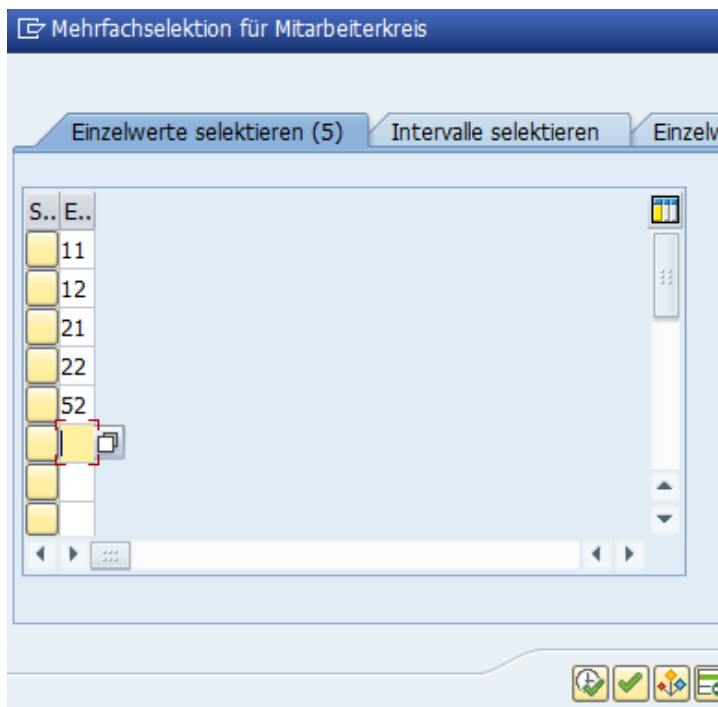 Mehrfachselektion für Mitarbeiterkreis
Einzelwerte selektieren (5) Intervalle selektieren
S.. E..
11
12
21
22
52